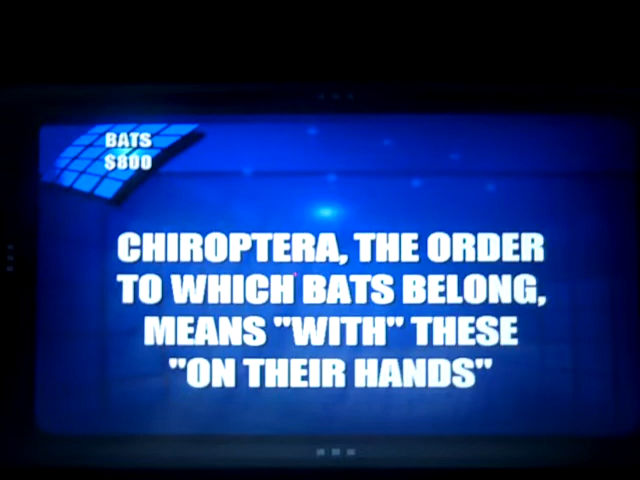 BATS
$800
CHIROPTERA, THE ORDER
TO WHICH BATS BELONG,
MEANS "WITH" THESE
"ON THEIR HANDS"